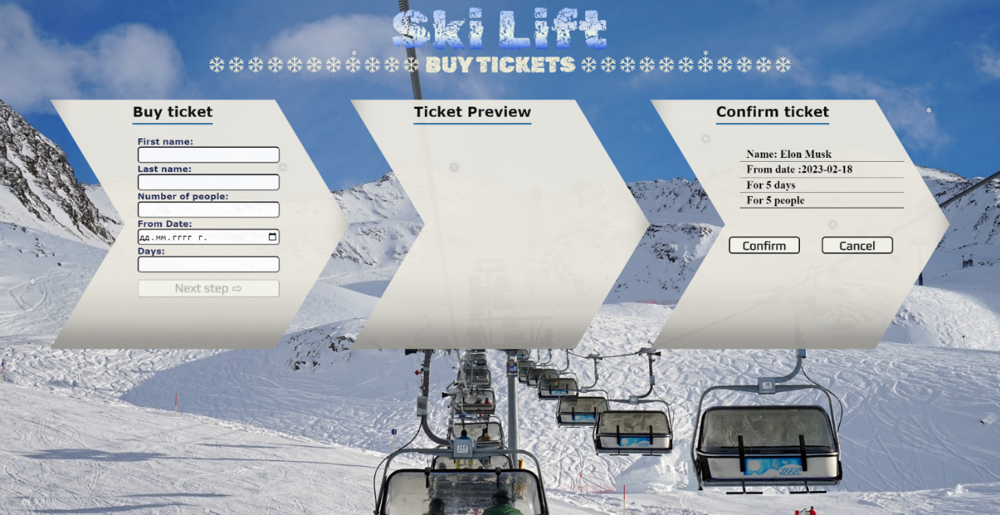 Ski Lift
BUY TICKETS
Buy ticket
First name:
Last name:
Number of people:
From Date:
дд.мм.гггг г.
Days:
Next step ⇨
Ticket Preview
Confirm ticket
Name: Elon Musk
From date :2023-02-18
For 5 days
For 5 people
Confirm
Cancel
117